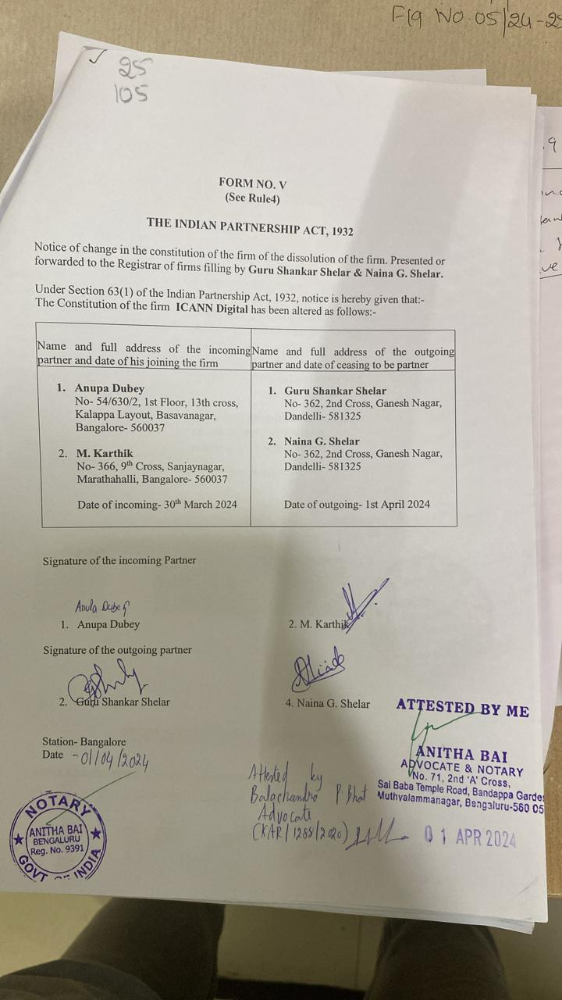 F19 NO.05/24-25
25
105
FORM NO. V
(See Rule4)
THE INDIAN PARTNERSHIP ACT, 1932
Notice of change in the constitution of the firm of the dissolution of the firm. Presented or
forwarded to the Registrar of firms filling by Guru Shankar Shelar & Naina G. Shelar.
Under Section 63(1) of the Indian Partnership Act, 1932, notice is hereby given that:-
The Constitution of the firm ICANN Digital has been altered as follows:-
Name and full address of the incoming
partner and date of his joining the firm
Name and full address of the outgoing
partner and date of ceasing to be partner
1. Anupa Dubey
No- 54/630/2, 1st Floor, 13th cross,
Kalappa Layout, Basavanagar,
Bangalore- 560037
2. M. Karthik
No- 366, 9th Cross, Sanjaynagar,
Marathahalli, Bangalore- 560037
Date of incoming- 30th March 2024
1. Guru Shankar Shelar
No- 362, 2nd Cross, Ganesh Nagar,
Dandeli- 581325
2. Naina G. Shelar
No- 362, 2nd Cross, Ganesh Nagar,
Dandeli- 581325
Date of outgoing- 1st April 2024
Signature of the incoming Partner
1. Anupa Dubey
2. M. Karthik
Signature of the outgoing partner
2. Guru Shankar Shelar
4. Naina G. Shelar
Station- Bangalore
Date -01/04/2024
Attested by
Balachandra P. Bhat
Advocate
(KAR/1288/2020)
ATTESTED BY ME
ANITHA BAI
ADVOCATE & NOTARY
No. 71, 2nd 'A' Cross,
Sai Baba Temple Road, Bandappa Garde
Muthyalammanagar, Bengaluru-560 05
01 APR 2024
NOTARY
ANITHA BAI
BENGALURU
Reg. No. 9391
GOVT OF INDIA